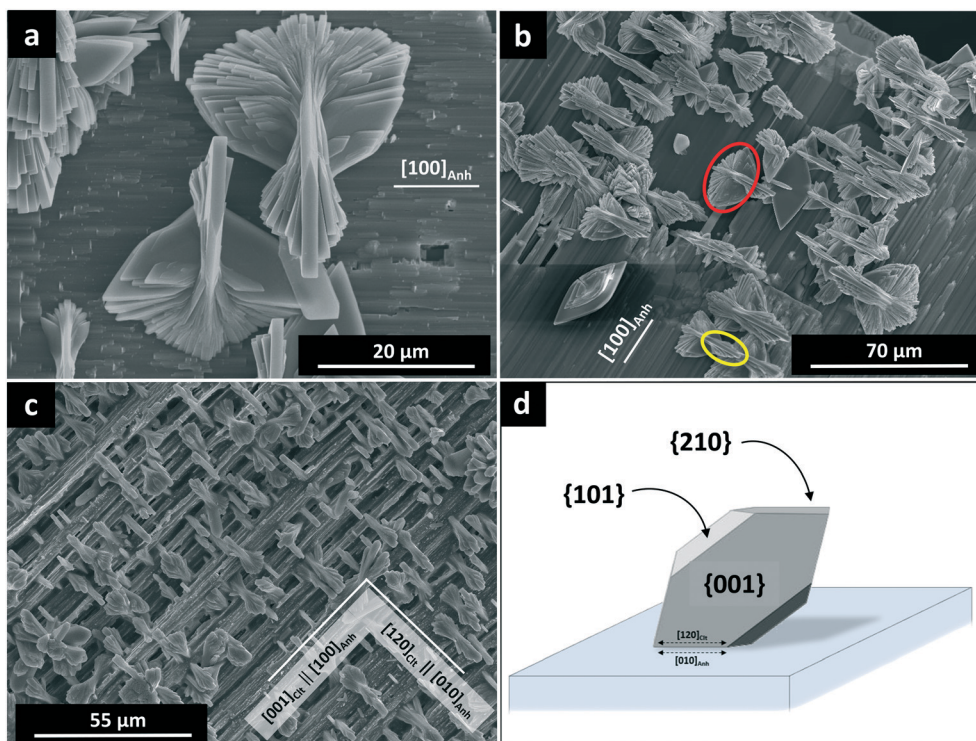 a
[100]Anh
20 μm
b
[100]Anh
70 μm
c
[001]Clt || [100]Anh
[120]Clt || [010]Anh
55 μm
d
{210}
{101}
{001}
[120]Clt
[010]Anh